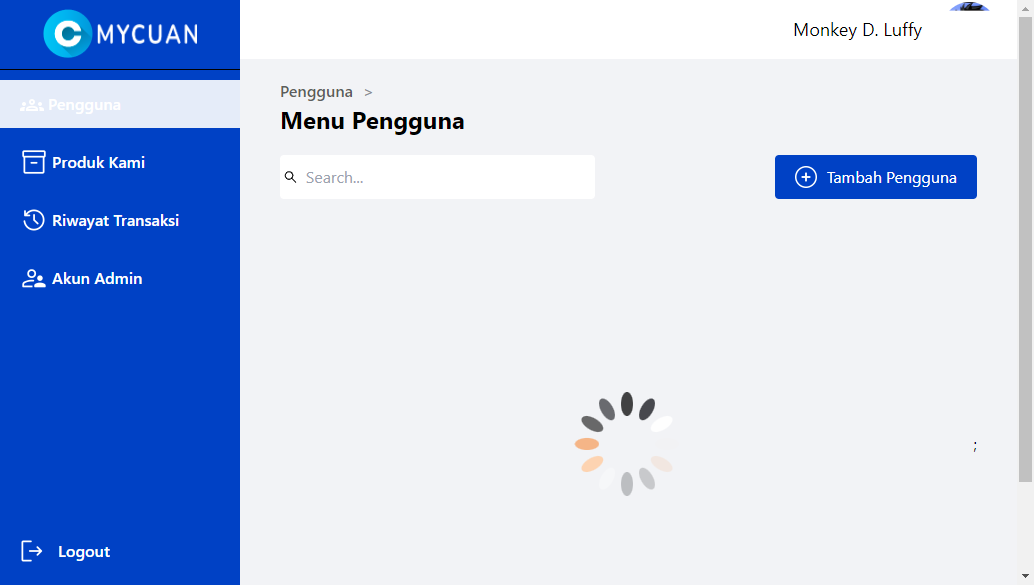 MYCUAN
Monkey D. Luffy
Pengguna
Pengguna >
Menu Pengguna
Produk Kami
Search...
Tambah Pengguna
Riwayat Transaksi
Akun Admin
;
Logout